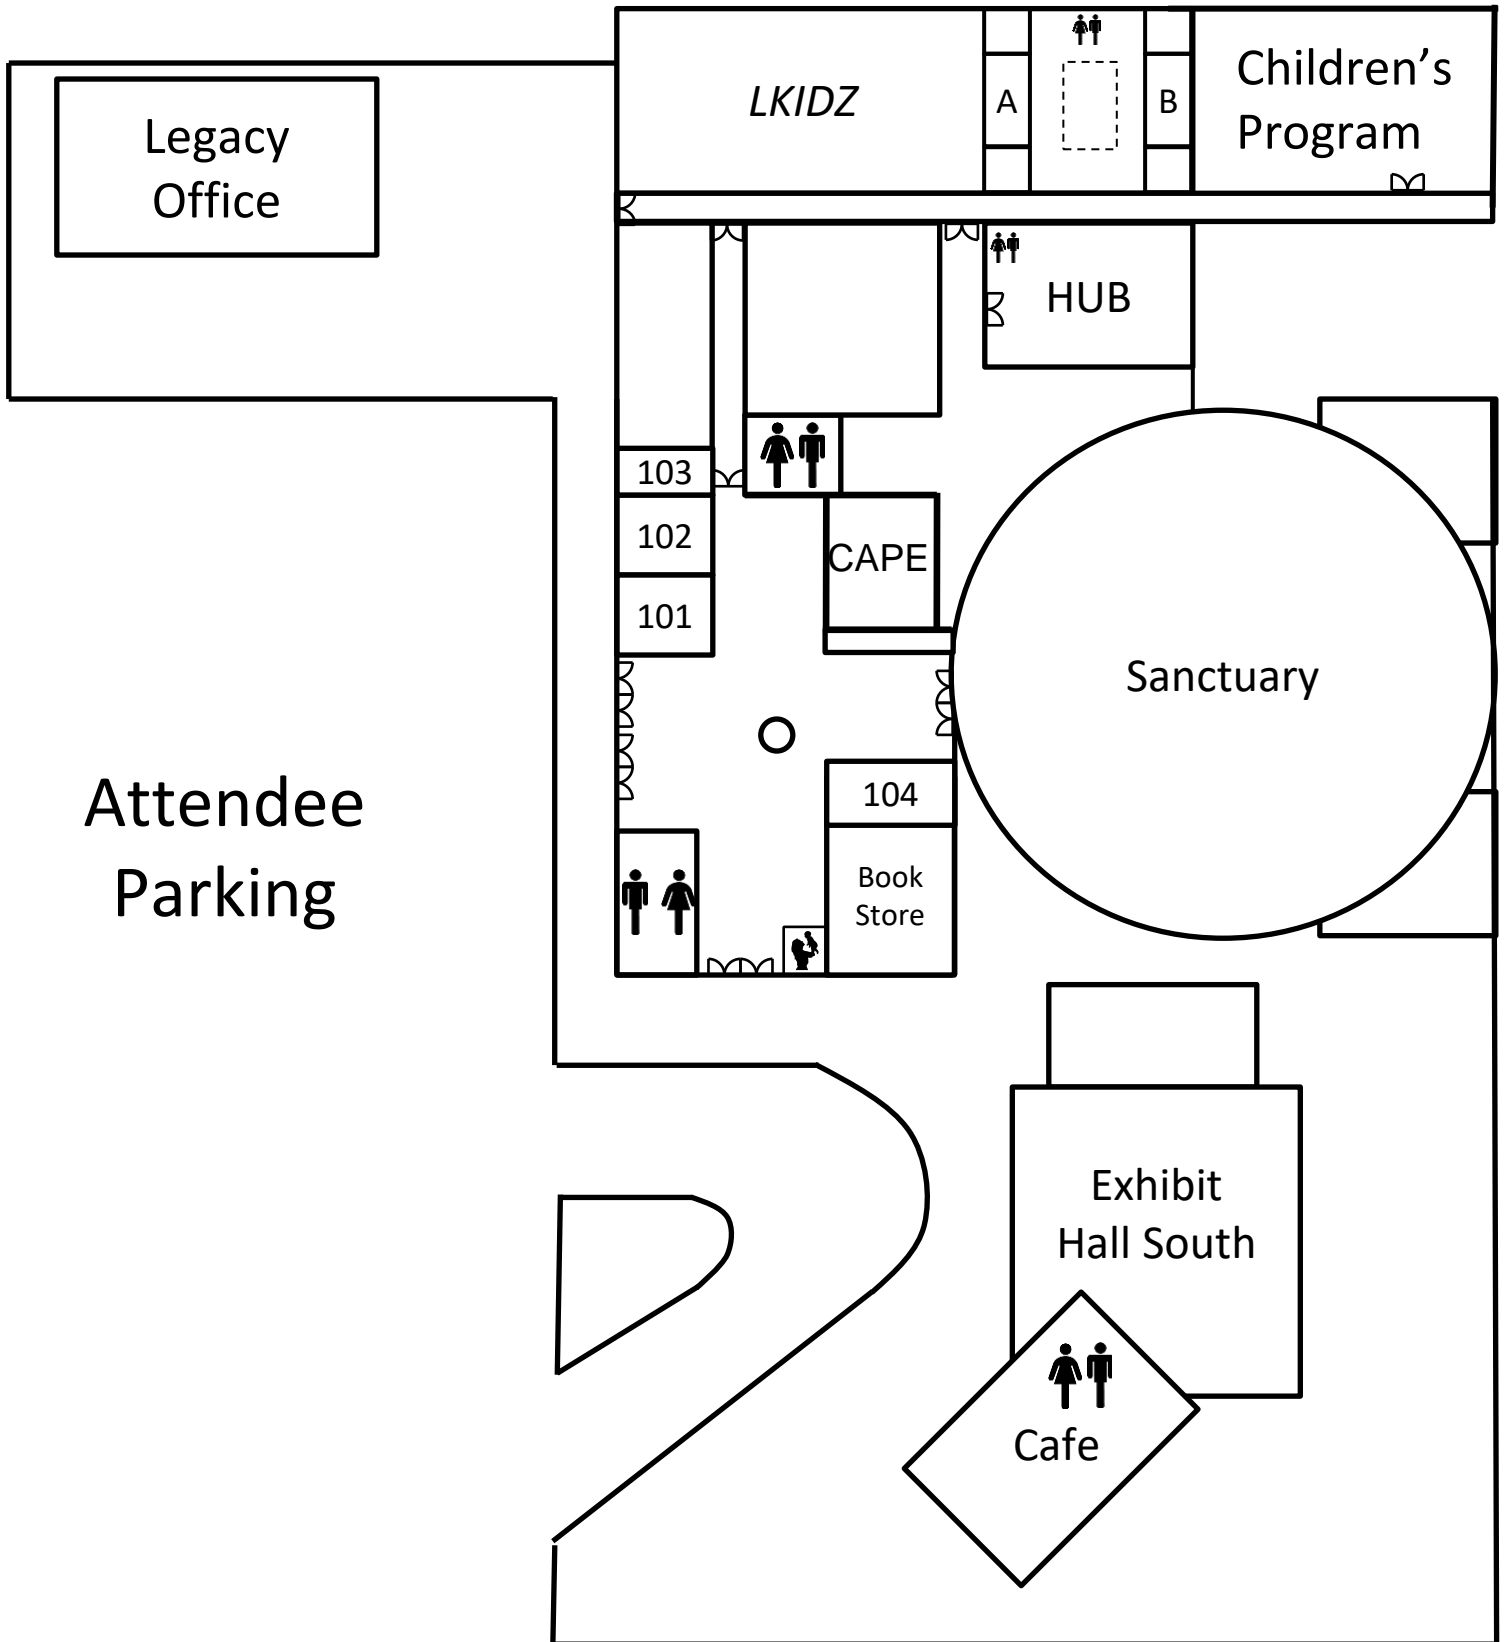 LKIDZ
A
B
Children’s
Program
Legacy
Office
HUB
103
102
101
CAPE
Sanctuary
104
Book
Store
Attendee
Parking
Exhibit
Hall South
Cafe